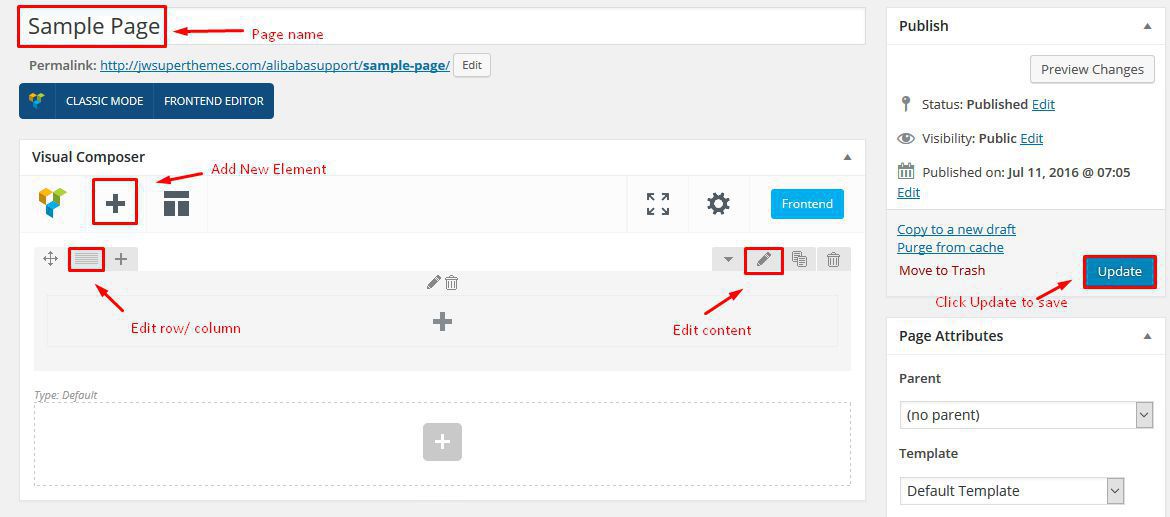 Sample Page
Page name
Permalink: http://jwsuperthemes.com/alibabasupport/sample-page/ Edit
CLASSIC MODE FRONTEND EDITOR
Visual Composer
Add New Element
Frontend
Edit row/ column
Edit content
Type: Default
Publish
Preview Changes
Status: Published Edit
Visibility: Public Edit
Published on: Jul 11, 2016 @ 07:05
Edit
Copy to a new draft
Purge from cache
Move to Trash
Update
Click Update to save
Page Attributes
Parent
(no parent)
Template
Default Template